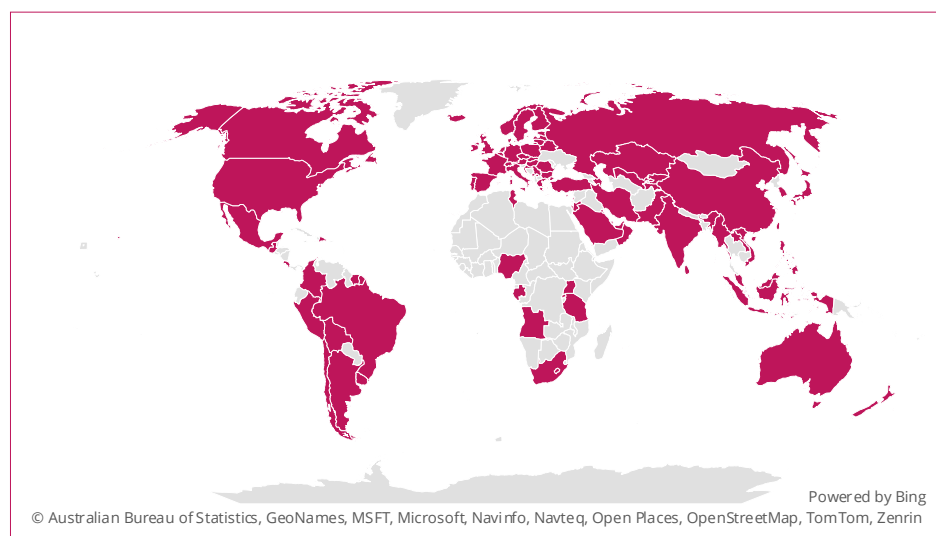 Powered by Bing
© Australian Bureau of Statistics, GeoNames, MSFT, Microsoft, Navinfo, Navteq, Open Places, OpenStreetMap, TomTom, Zenrin